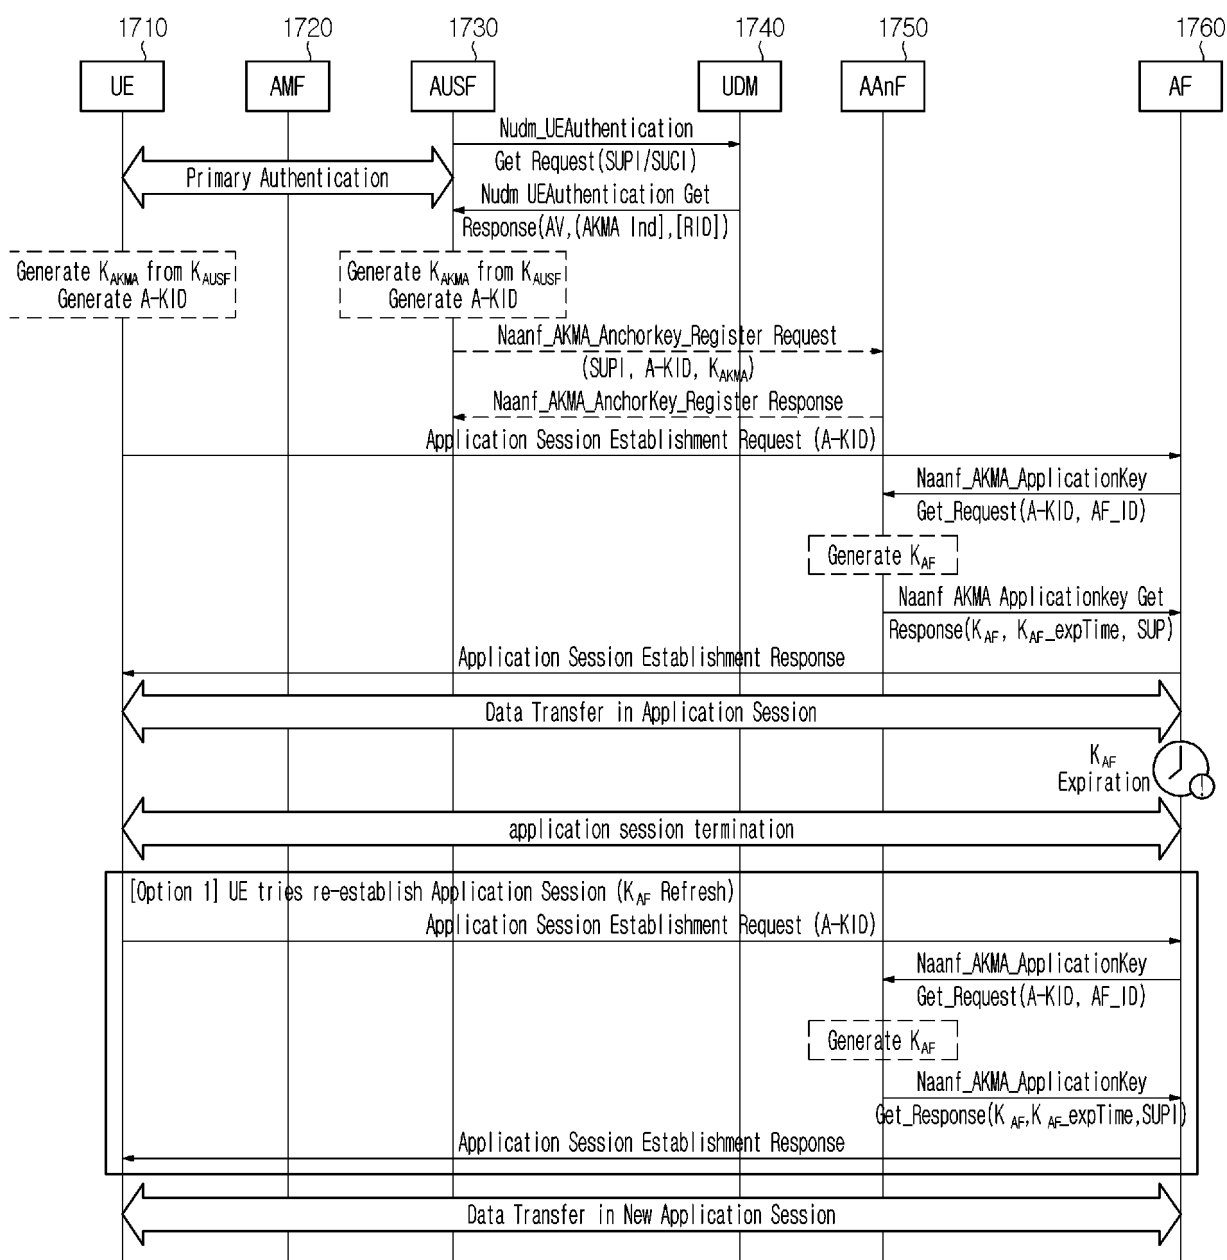 1710 1720 1730 1740 1750 1760
UE AMF AUSF UDM AAnF AF
Nudm_UEAuthentication
Get Request(SUPI/SUCI)
Primary Authentication
Nudm UEAuthentication Get
Response(AV,(AKMA Ind],[RID])
Generate KAKMA from KAUSF
Generate A-KID
Generate KAKMA from KAUSF
Generate A-KID
Naanf_AKMA_Anchorkey_Register Request
(SUPI, A-KID, KAKMA)
Naanf_AKMA_AnchorKey_Register Response
Application Session Establishment Request (A-KID)
Naanf_AKMA_ApplicationKey
Get_Request(A-KID, AF_ID)
Generate KAF
Naanf AKMA Applicationkey Get
Response(KAF, KAF_expTime, SUP)
Application Session Establishment Response
Data Transfer in Application Session
KAF
Expiration
!
application session termination
[Option 1] UE tries re-establish Application Session (KAF Refresh)
Application Session Establishment Request (A-KID)
Naanf_AKMA_ApplicationKey
Get_Request(A-KID, AF_ID)
Generate KAF
Naanf_AKMA_ApplicationKey
Get_Response(KAF,KAF_expTime,SUPI)
Application Session Establishment Response
Data Transfer in New Application Session